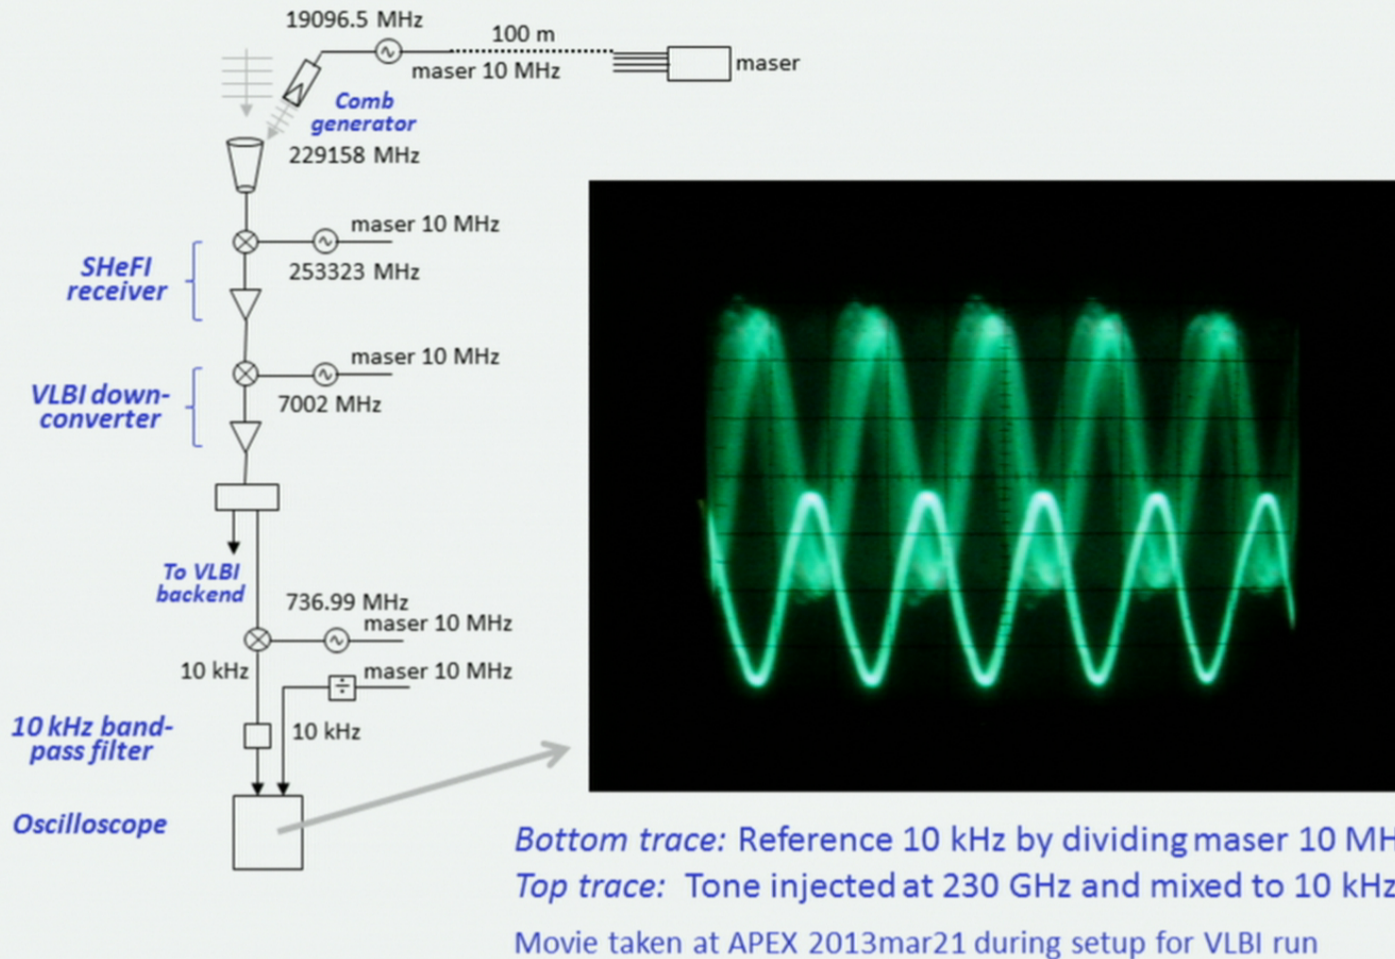 19096.5 MHz
100 m
maser 10 MHz
maser
Comb
generator
229158 MHz
maser 10 MHz
253323 MHz
SHeFI
receiver
maser 10 MHz
7002 MHz
VLBI down-
converter
To VLBI
backend
736.99 MHz
maser 10 MHz
10 kHz
maser 10 MHz
÷
10 kHz band-
pass filter
10 kHz
Oscilloscope
Bottom trace: Reference 10 kHz by dividing maser 10 MH
Top trace: Tone injected at 230 GHz and mixed to 10 kHz
Movie taken at APEX 2013mar21 during setup for VLBI run